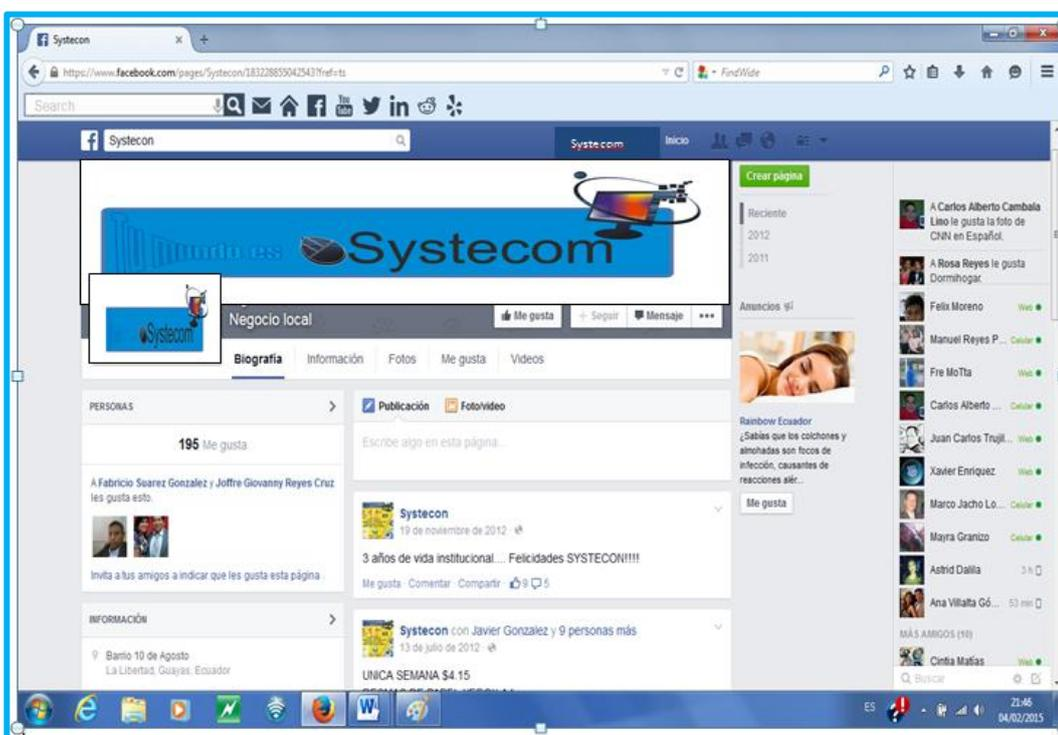 Systecon
https://www.facebook.com/pages/Systecon/183228855042543?fref=ts
FindWide
Search
You
Tube
Systecon
Systecom
Inicio
Tu mundo es Systecom
Systecom
Negocio local
Me gusta
Seguir
Mensaje
Biografía Información Fotos Me gusta Videos
PERSONAS
195 Me gusta
A Fabricio Suarez Gonzalez y Joffre Giovanny Reyes Cruz
les gusta esto.
Invita a tus amigos a indicar que les gusta esta página
INFORMACIÓN
Barrio 10 de Agosto
La Libertad, Guayas, Ecuador
Publicación Foto/video
Escribe algo en esta página...
Systecon
19 de noviembre de 2012
3 años de vida institucional.... Felicidades SYSTECON!!!!
Me gusta · Comentar · Compartir · 9 5
Systecon con Javier Gonzalez y 9 personas más
13 de julio de 2012
UNICA SEMANA $4.15
Crear página
Reciente
2012
2011
Anuncios
Rainbow Ecuador
¿Sabías que los colchones y
almohadas son focos de
infección, causantes de
reacciones alér...
Me gusta
A Carlos Alberto Cambala
Lino le gusta la foto de
CNN en Español.
A Rosa Reyes le gusta
Dormihogar.
Felix Moreno Web
Manuel Reyes P... Celular
Fre MoTta Web
Carlos Alberto ... Celular
Juan Carlos Trujil... Web
Xavier Enriquez Web
Marco Jacho Lo... Celular
Mayra Granizo Celular
Astrid Dalila 3 h
Ana Villalta Gó... 53 min
MÁS AMIGOS (10)
Cintia Matías Web
Buscar
ES
21:46
04/02/2015